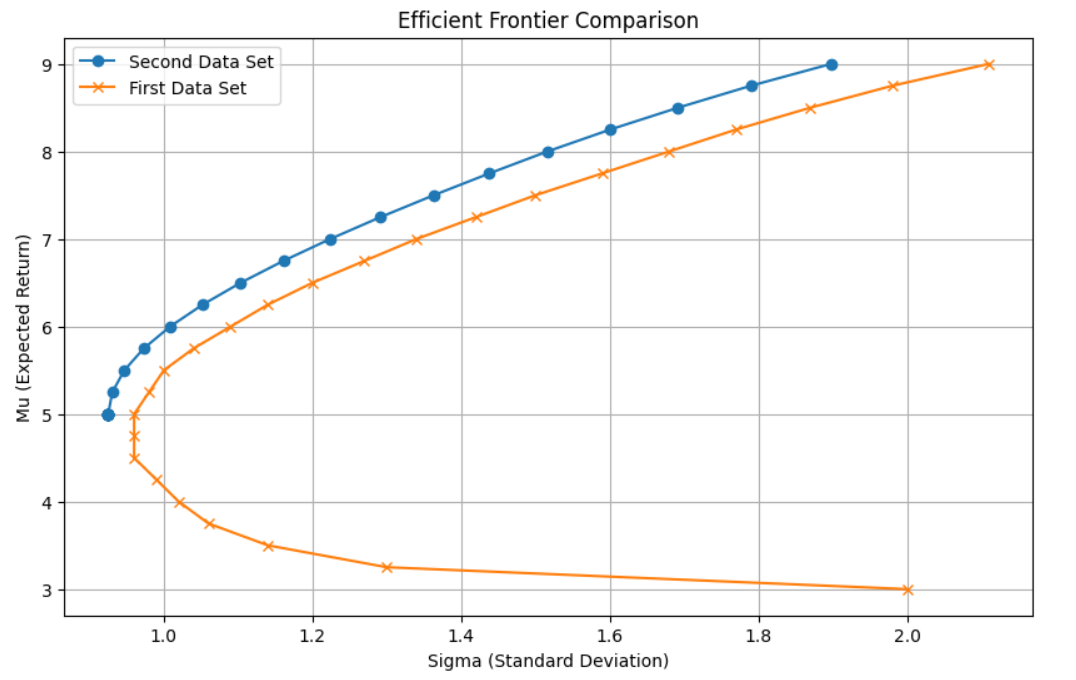 Efficient Frontier Comparison
Second Data Set
First Data Set
Mu (Expected Return)
9
8
7
6
5
4
3
1.0 1.2 1.4 1.6 1.8 2.0
Sigma (Standard Deviation)